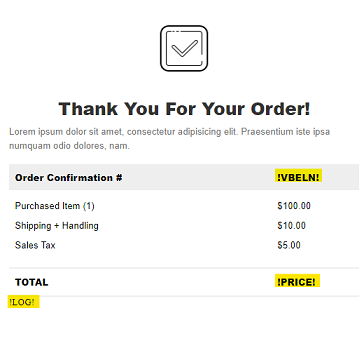 Thank You For Your Order!
Lorem ipsum dolor sit amet, consectetur adipisicing elit. Praesentium iste ipsa
numquam odio dolores, nam.
Order Confirmation # !VBELN!
Purchased Item (1) $100.00
Shipping + Handling $10.00
Sales Tax $5.00
TOTAL !PRICE!
!LOG!